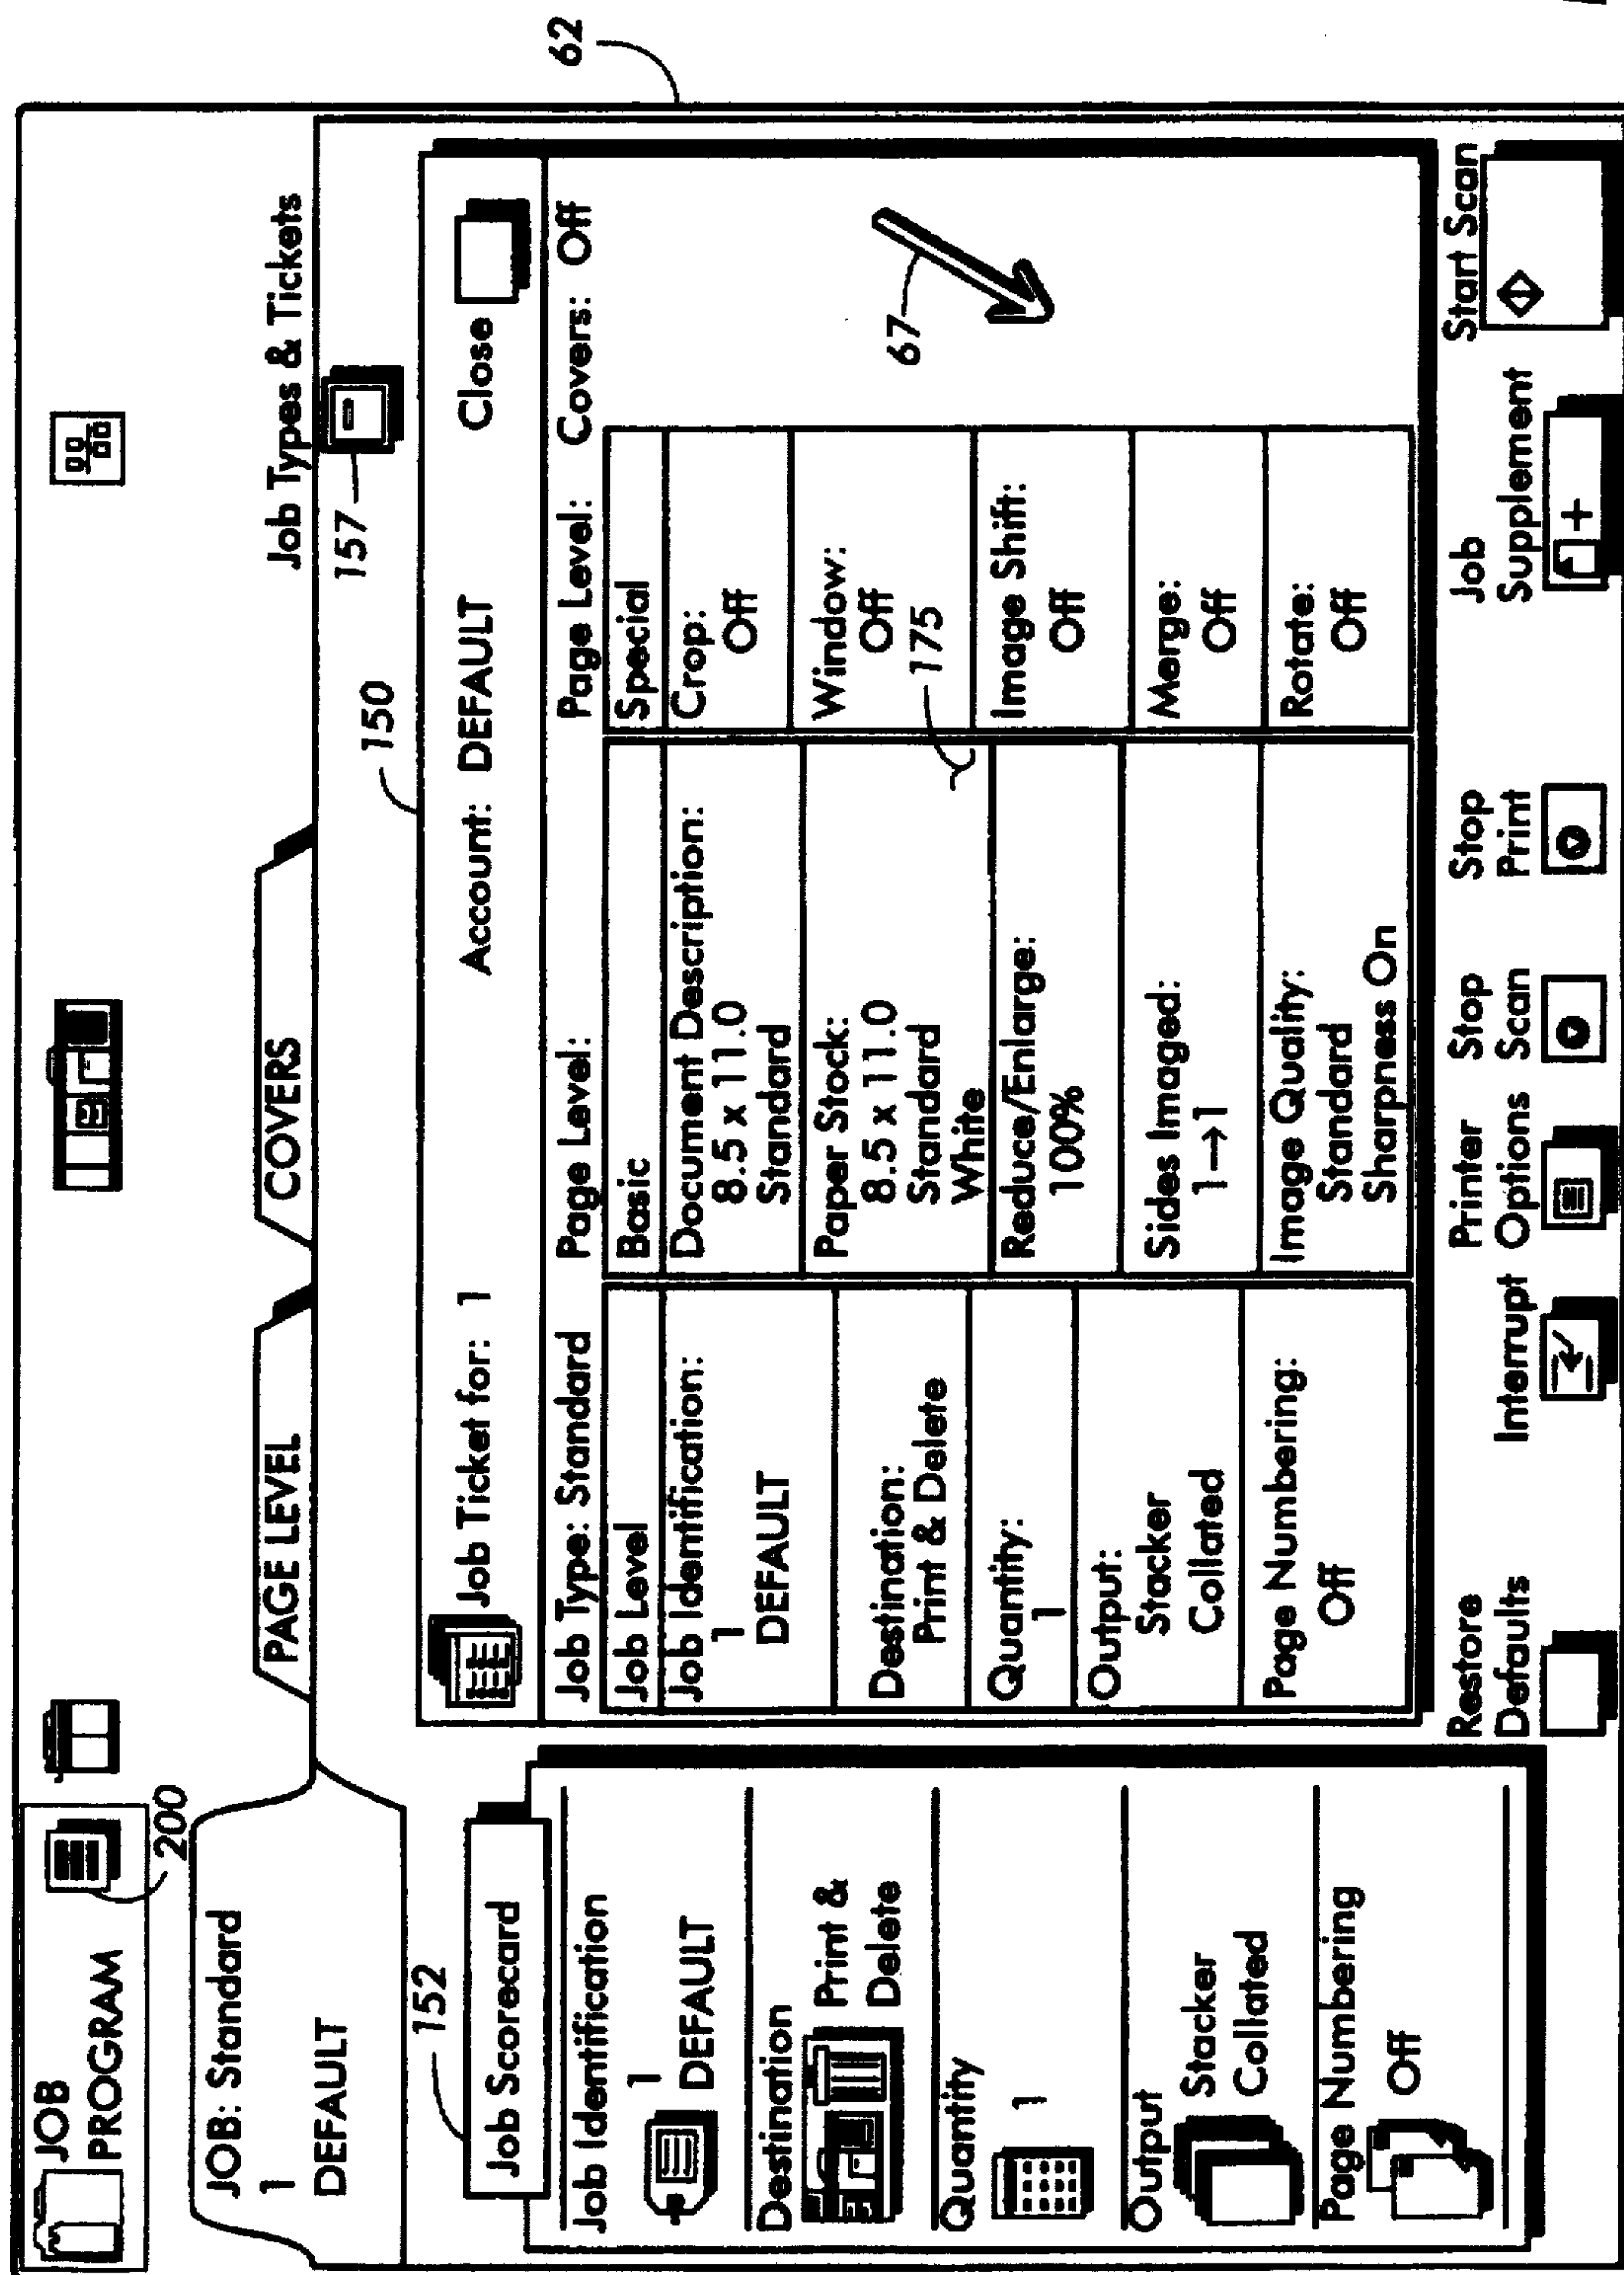 62
JOB
PROGRAM
200
JOB: Standard
1
DEFAULT
PAGE LEVEL
COVERS
Job Types & Tickets
157
152
150
Job Scorecard
Job Identification
1
DEFAULT
Destination
Print &
Delete
Quantity
1
Output
Stacker
Collated
Page Numbering
Off
Job Ticket for: 1
Account: DEFAULT
Close
Job Type: Standard
Page Level:
Page Level:
Covers: Off
Job Level
Job Identification:
1
DEFAULT
Destination:
Print & Delete
Quantity:
1
Output:
Stacker
Collated
Page Numbering:
Off
Basic
Document Description:
8.5 x 11.0
Standard
Paper Stock:
8.5 x 11.0
Standard
White
175
Reduce/Enlarge:
100%
Sides Imaged:
1→1
Image Quality:
Standard
Sharpness On
Special
Crop:
Off
Window:
Off
Image Shift:
Off
Merge:
Off
Rotate:
Off
67
Restore
Defaults
Interrupt
Printer
Options
Stop
Scan
Stop
Print
Job
Supplement
+
Start Scan